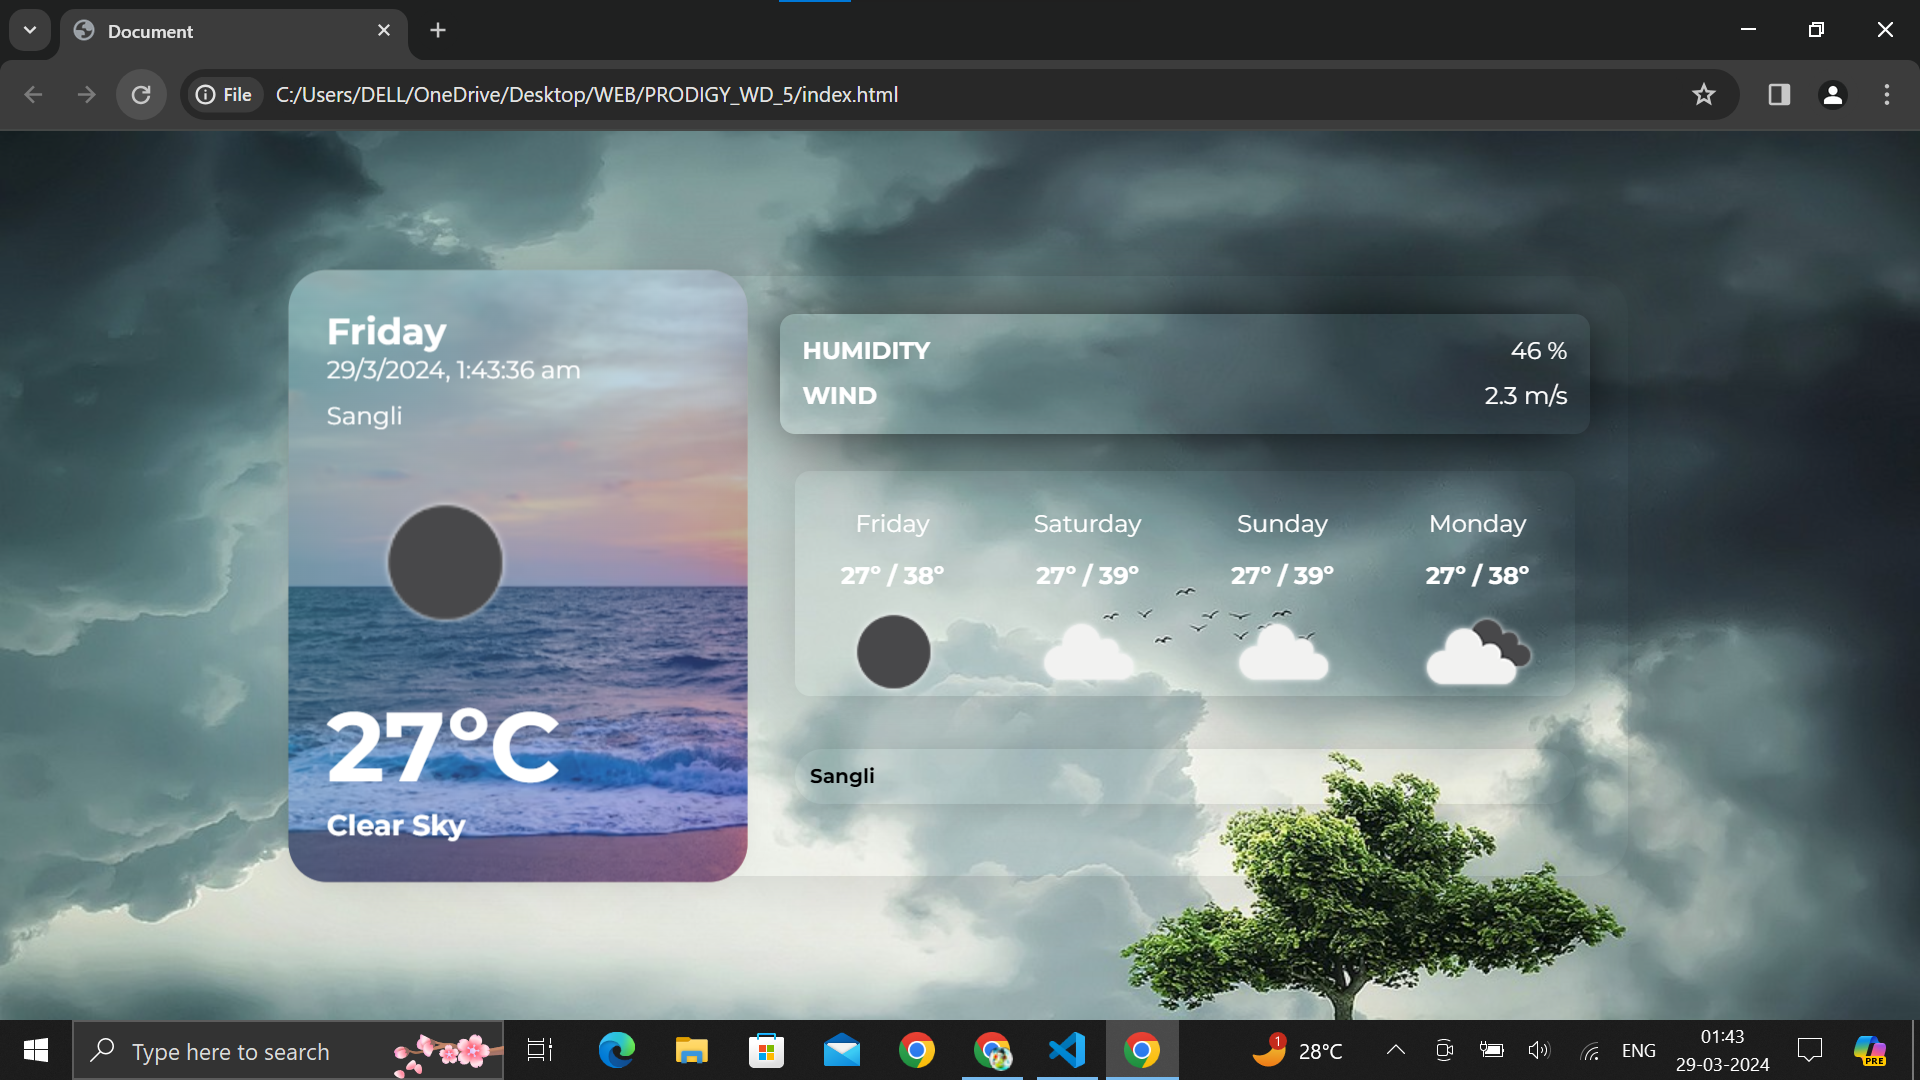 Document
File
C:/Users/DELL/OneDrive/Desktop/WEB/PRODIGY_WD_5/index.html
Friday
29/3/2024, 1:43:36 am
Sangli
27°C
Clear Sky
HUMIDITY 46 %
WIND 2.3 m/s
Friday Saturday Sunday Monday
27° / 38° 27° / 39° 27° / 39° 27° / 38°
Sangli
Type here to search
1
28°C
ENG
01:43
29-03-2024
PRE